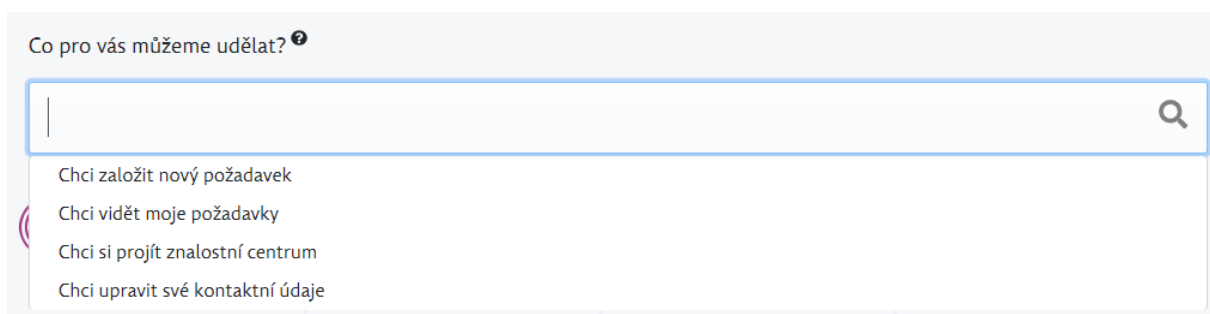 Co pro vás můžeme udělat?
Chci založit nový požadavek
Chci vidět moje požadavky
Chci si projít znalostní centrum
Chci upravit své kontaktní údaje